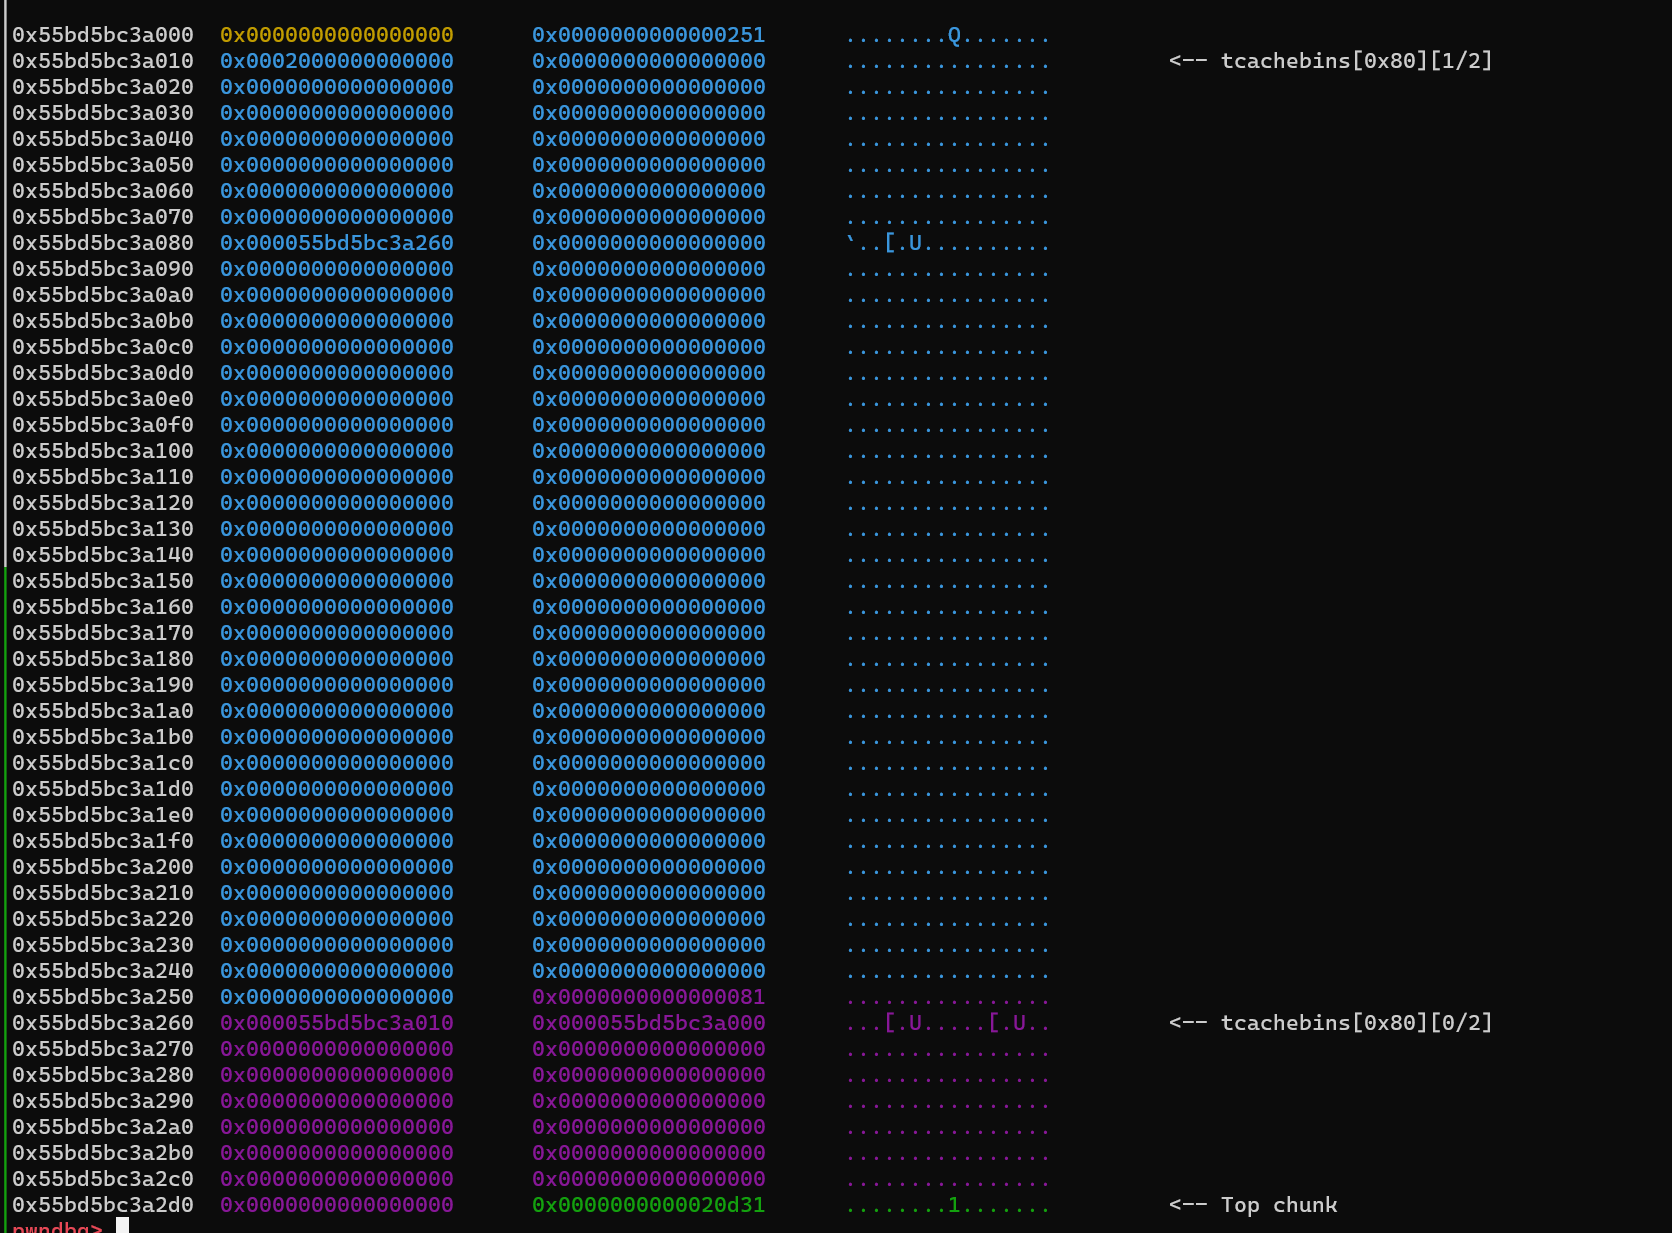 0x55bd5bc3a000  0x0000000000000000      0x0000000000000251      ........Q.......
0x55bd5bc3a010  0x0002000000000000      0x0000000000000000      ................         <-- tcachebins[0x80][1/2]
0x55bd5bc3a020  0x0000000000000000      0x0000000000000000      ................
0x55bd5bc3a030  0x0000000000000000      0x0000000000000000      ................
0x55bd5bc3a040  0x0000000000000000      0x0000000000000000      ................
0x55bd5bc3a050  0x0000000000000000      0x0000000000000000      ................
0x55bd5bc3a060  0x0000000000000000      0x0000000000000000      ................
0x55bd5bc3a070  0x0000000000000000      0x0000000000000000      ................
0x55bd5bc3a080  0x000055bd5bc3a260      0x0000000000000000      `..[.U..........
0x55bd5bc3a090  0x0000000000000000      0x0000000000000000      ................
0x55bd5bc3a0a0  0x0000000000000000      0x0000000000000000      ................
0x55bd5bc3a0b0  0x0000000000000000      0x0000000000000000      ................
0x55bd5bc3a0c0  0x0000000000000000      0x0000000000000000      ................
0x55bd5bc3a0d0  0x0000000000000000      0x0000000000000000      ................
0x55bd5bc3a0e0  0x0000000000000000      0x0000000000000000      ................
0x55bd5bc3a0f0  0x0000000000000000      0x0000000000000000      ................
0x55bd5bc3a100  0x0000000000000000      0x0000000000000000      ................
0x55bd5bc3a110  0x0000000000000000      0x0000000000000000      ................
0x55bd5bc3a120  0x0000000000000000      0x0000000000000000      ................
0x55bd5bc3a130  0x0000000000000000      0x0000000000000000      ................
0x55bd5bc3a140  0x0000000000000000      0x0000000000000000      ................
0x55bd5bc3a150  0x0000000000000000      0x0000000000000000      ................
0x55bd5bc3a160  0x0000000000000000      0x0000000000000000      ................
0x55bd5bc3a170  0x0000000000000000      0x0000000000000000      ................
0x55bd5bc3a180  0x0000000000000000      0x0000000000000000      ................
0x55bd5bc3a190  0x0000000000000000      0x0000000000000000      ................
0x55bd5bc3a1a0  0x0000000000000000      0x0000000000000000      ................
0x55bd5bc3a1b0  0x0000000000000000      0x0000000000000000      ................
0x55bd5bc3a1c0  0x0000000000000000      0x0000000000000000      ................
0x55bd5bc3a1d0  0x0000000000000000      0x0000000000000000      ................
0x55bd5bc3a1e0  0x0000000000000000      0x0000000000000000      ................
0x55bd5bc3a1f0  0x0000000000000000      0x0000000000000000      ................
0x55bd5bc3a200  0x0000000000000000      0x0000000000000000      ................
0x55bd5bc3a210  0x0000000000000000      0x0000000000000000      ................
0x55bd5bc3a220  0x0000000000000000      0x0000000000000000      ................
0x55bd5bc3a230  0x0000000000000000      0x0000000000000000      ................
0x55bd5bc3a240  0x0000000000000000      0x0000000000000000      ................
0x55bd5bc3a250  0x0000000000000000      0x0000000000000081      ................
0x55bd5bc3a260  0x000055bd5bc3a010      0x000055bd5bc3a000      ...[.U.....[.U..         <-- tcachebins[0x80][0/2]
0x55bd5bc3a270  0x0000000000000000      0x0000000000000000      ................
0x55bd5bc3a280  0x0000000000000000      0x0000000000000000      ................
0x55bd5bc3a290  0x0000000000000000      0x0000000000000000      ................
0x55bd5bc3a2a0  0x0000000000000000      0x0000000000000000      ................
0x55bd5bc3a2b0  0x0000000000000000      0x0000000000000000      ................
0x55bd5bc3a2c0  0x0000000000000000      0x0000000000000000      ................
0x55bd5bc3a2d0  0x0000000000000000      0x0000000000020d31      ........1.......         <-- Top chunk
pwndbg>